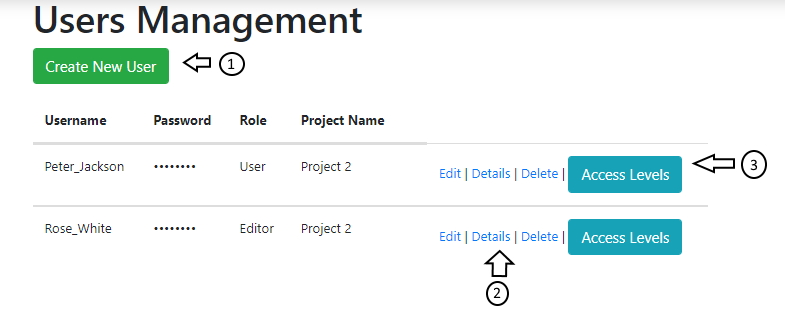 Users Management
Create New User
1
Username Password Role Project Name
Peter_Jackson •••••••• User Project 2 Edit | Details | Delete | Access Levels
3
Rose_White •••••••• Editor Project 2 Edit | Details | Delete | Access Levels
2